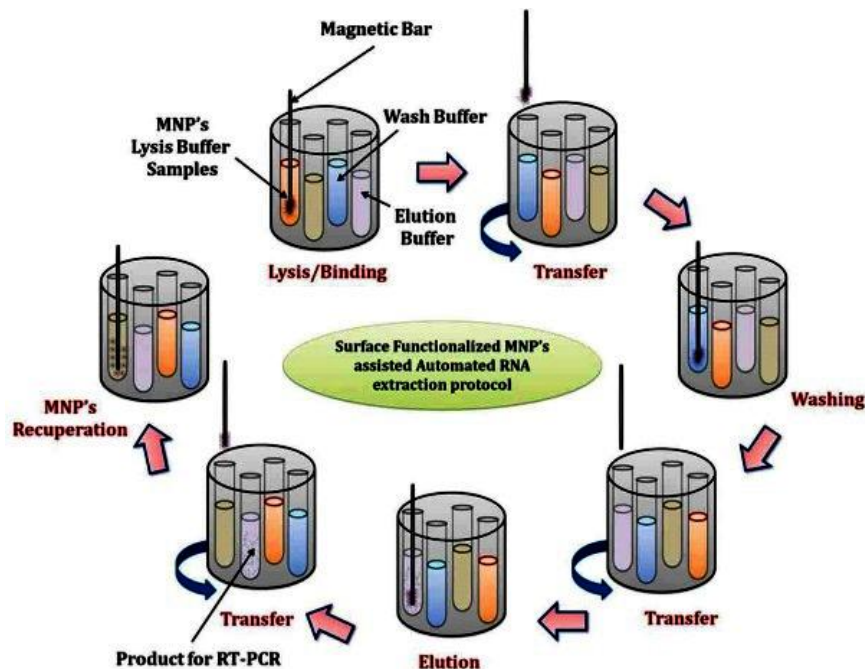 Magnetic Bar
MNP's
Lysis Buffer
Samples
Wash Buffer
Elution
Buffer
Lysis/Binding
Transfer
Washing
Surface Functionalized MNP's
assisted Automated RNA
extraction protocol
MNP's
Recuperation
Transfer
Elution
Transfer
Product for RT-PCR